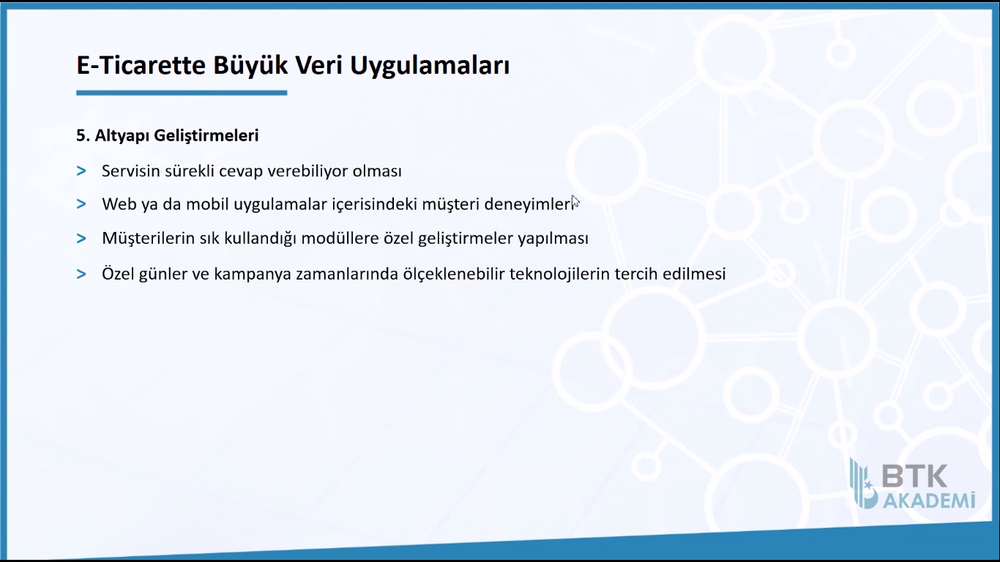 E-Ticarette Büyük Veri Uygulamaları
5. Altyapı Geliştirmeleri
> Servisin sürekli cevap verebiliyor olması
> Web ya da mobil uygulamalar içerisindeki müşteri deneyimleri
> Müşterilerin sık kullandığı modüllere özel geliştirmeler yapılması
> Özel günler ve kampanya zamanlarında ölçeklenebilir teknolojilerin tercih edilmesi
BTK
AKADEMİ